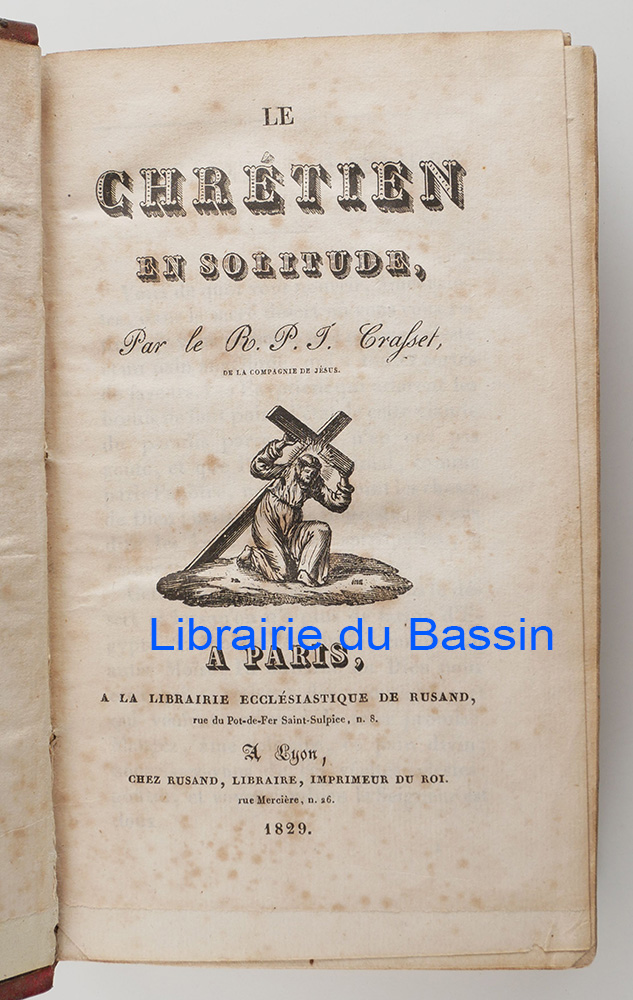 LE
CHRÉTIEN
EN SOLITUDE,
Par le R. P. J. Crasset,
DE LA COMPAGNIE DE JÉSUS.
Librairie du Bassin
A PARIS,
A LA LIBRAIRIE ECCLÉSIASTIQUE DE RUSAND,
rue du Pot-de-Fer Saint-Sulpice, n. 8.
A Lyon,
CHEZ RUSAND, LIBRAIRE, IMPRIMEUR DU ROI.
rue Mercière, n. 26.
1829.